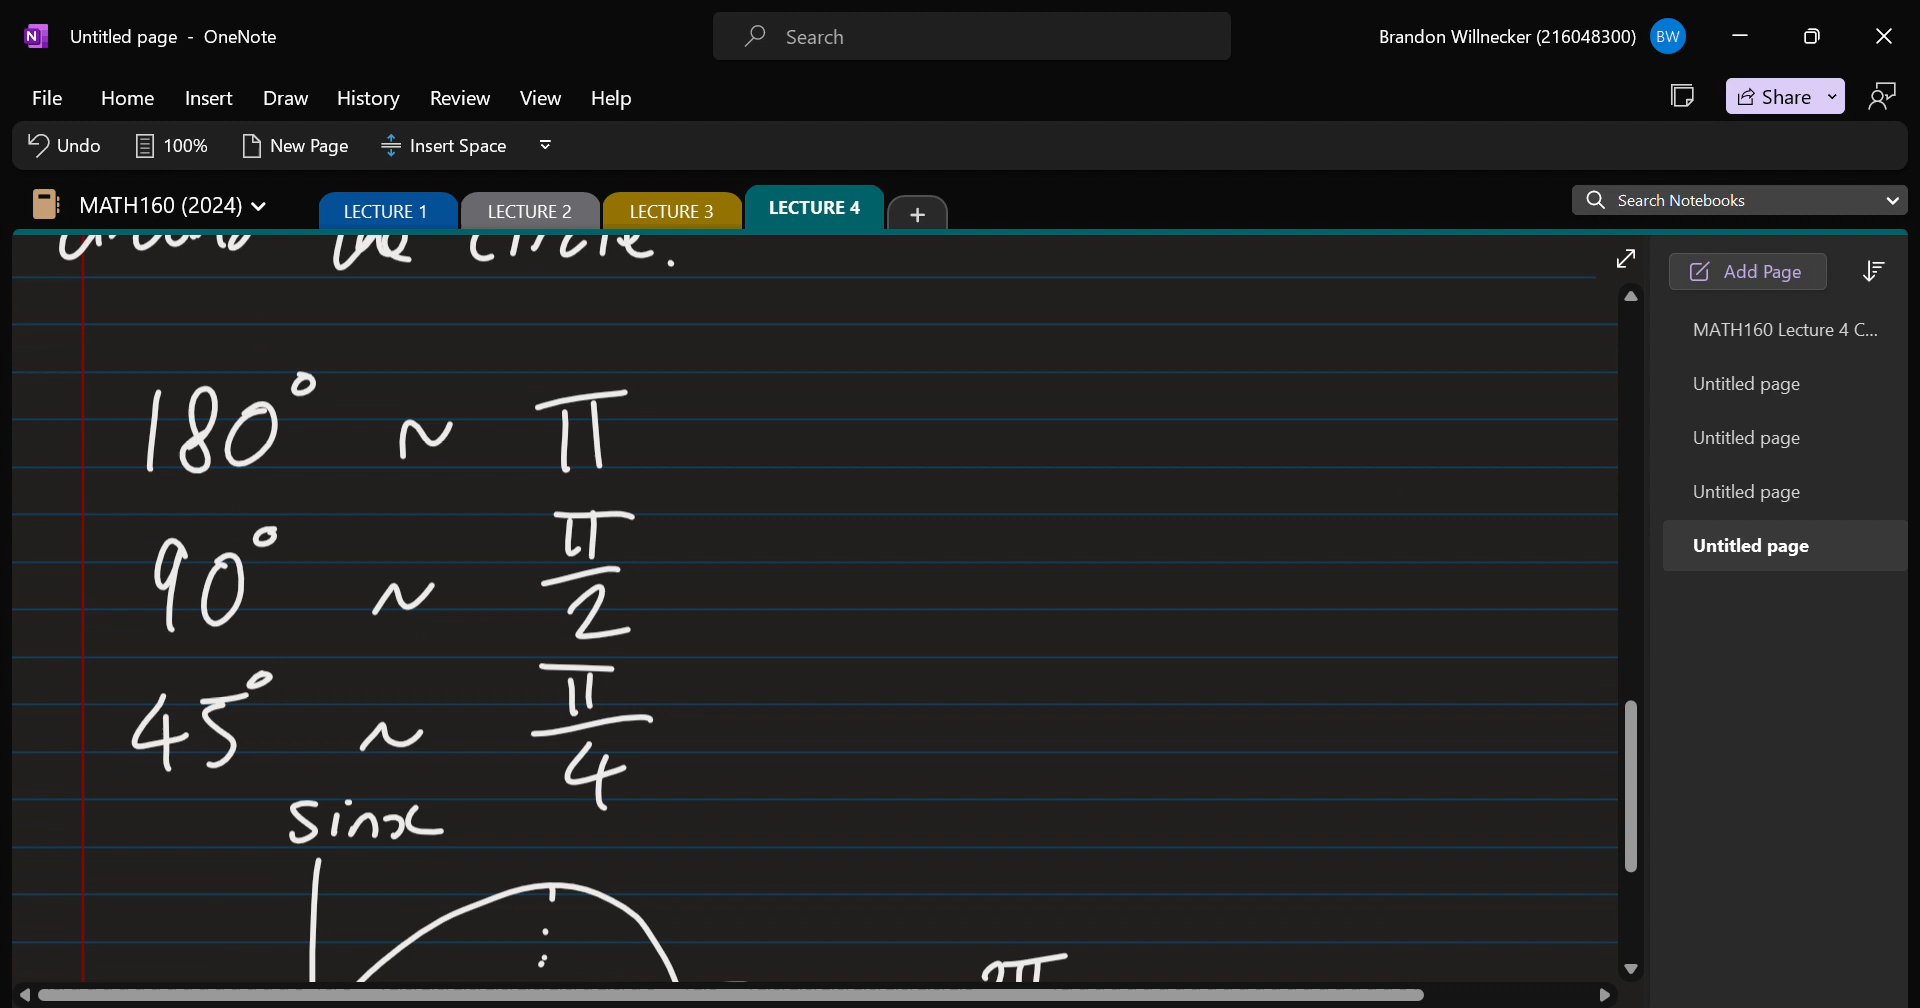 Untitled page - OneNote
Search
Brandon Willnecker (216048300) BW
File Home Insert Draw History Review View Help
Share
Undo 100% New Page Insert Space
MATH160 (2024)
LECTURE 1 LECTURE 2 LECTURE 3 LECTURE 4 +
Search Notebooks
around the circle.
180° ~ π
90° ~ π/2
45° ~ π/4
sinx
Add Page
MATH160 Lecture 4 C...
Untitled page
Untitled page
Untitled page
Untitled page